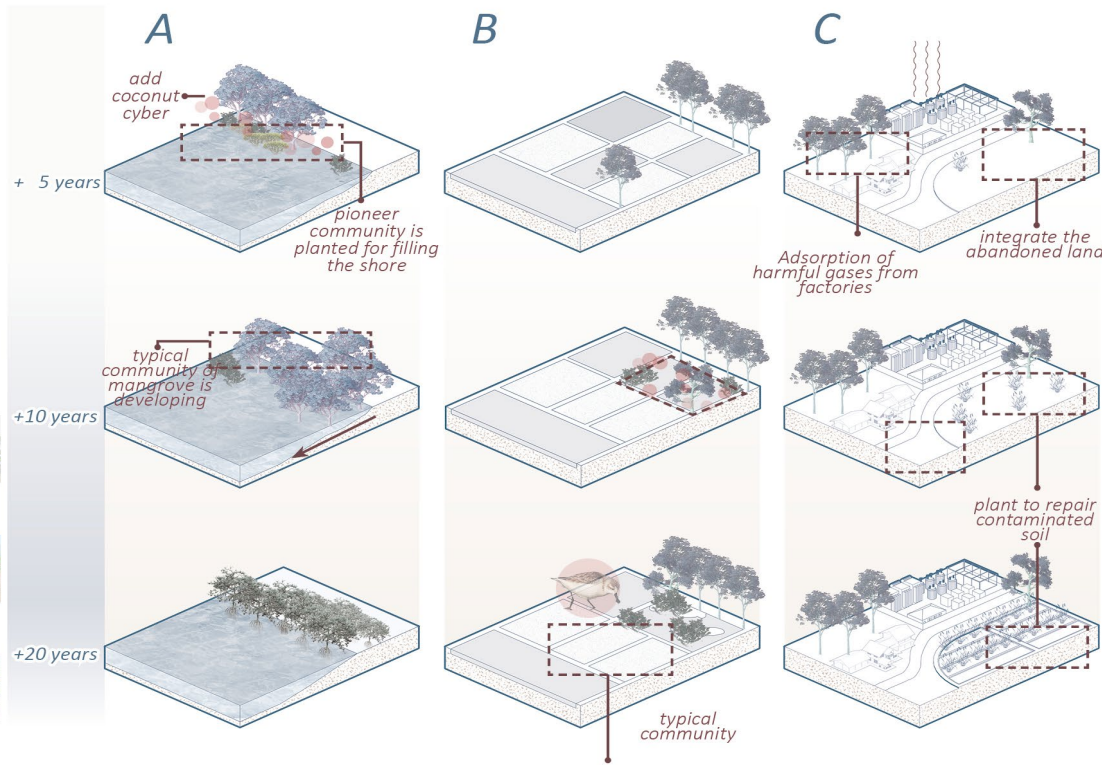 A
B
C
add
coconut
cyber
+ 5 years
pioneer
community is
planted for filling
the shore
Adsorption of
harmful gases from
factories
integrate the
abandoned land
+10 years
typical
community of
mangrove is
developing
plant to repair
contaminated
soil
+20 years
typical
community